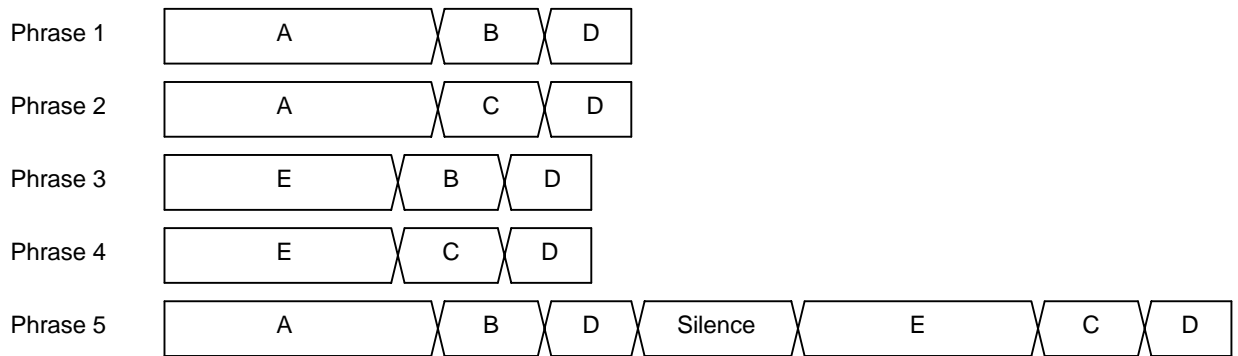 Phrase 1 A B D
Phrase 2 A C D
Phrase 3 E B D
Phrase 4 E C D
Phrase 5 A B D Silence E C D